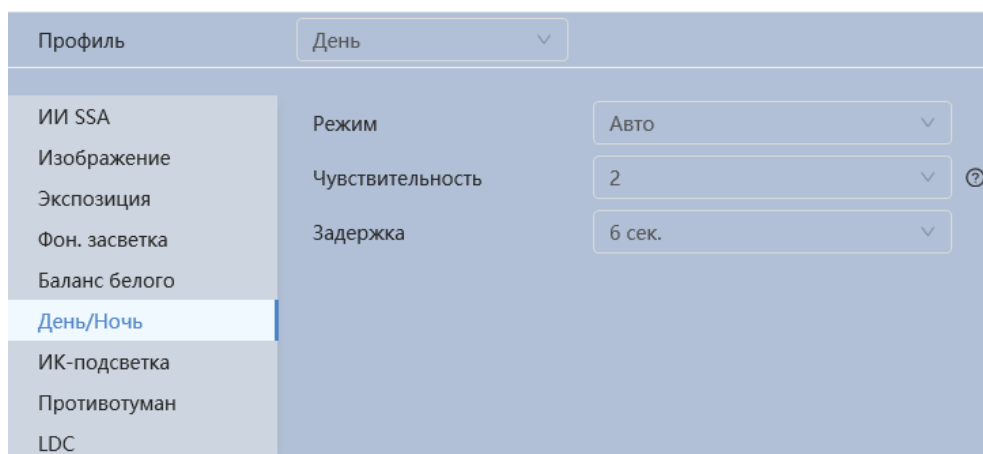 Профиль День
ИИ SSA
Изображение
Экспозиция
Фон. засветка
Баланс белого
День/Ночь
ИК-подсветка
Противотуман
LDC
Режим Авто
Чувствительность 2 ?
Задержка 6 сек.